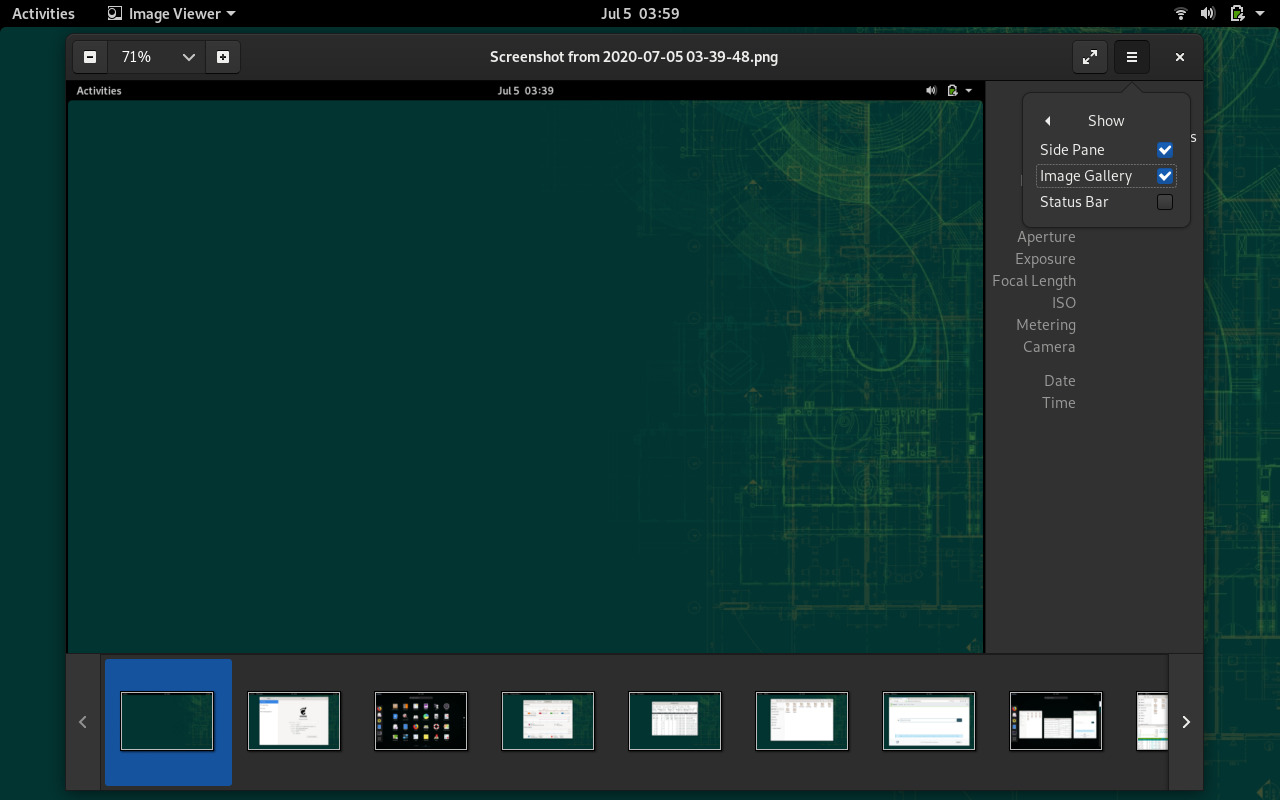 Activities Image Viewer Jul 5 03:59
71% Screenshot from 2020-07-05 03-39-48.png
Activities Jul 5 03:39
Show
s
Side Pane
Image Gallery
Status Bar
Aperture
Exposure
Focal Length
ISO
Metering
Camera
Date
Time